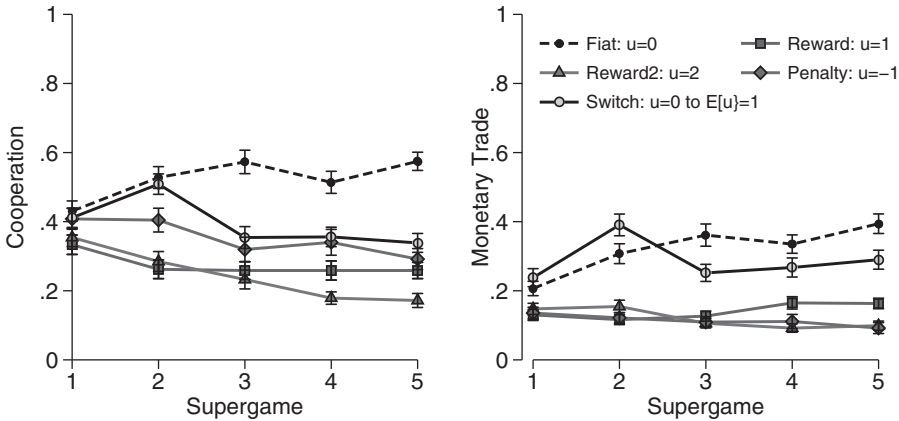 1
.8
.6
.4
.2
0
Cooperation
1 2 3 4 5
Supergame
1
.8
.6
.4
.2
0
Monetary Trade
Fiat: u=0 Reward: u=1
Reward2: u=2 Penalty: u=−1
Switch: u=0 to E[u}=1
1 2 3 4 5
Supergame